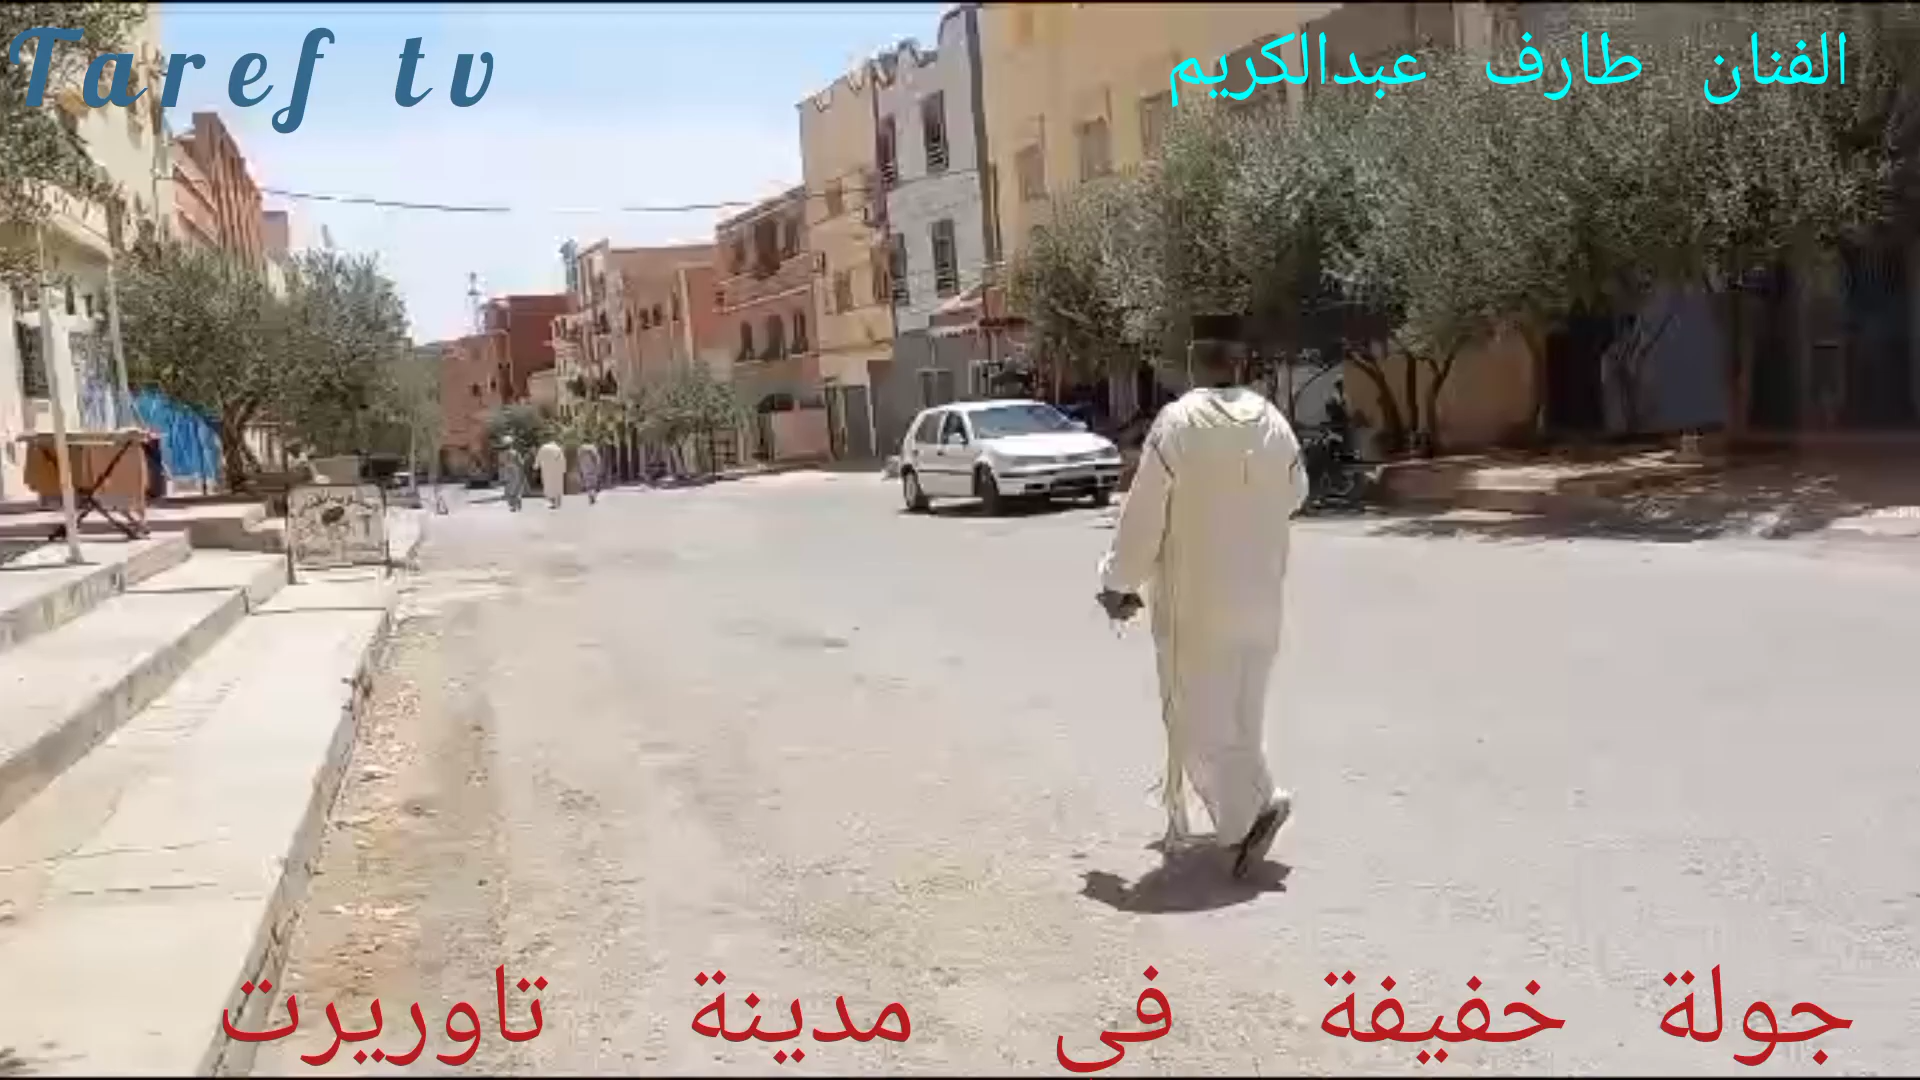 Taref tv
الفنان طارف عبدالكريم
جولة خفيفة فى مدينة تاوريرت